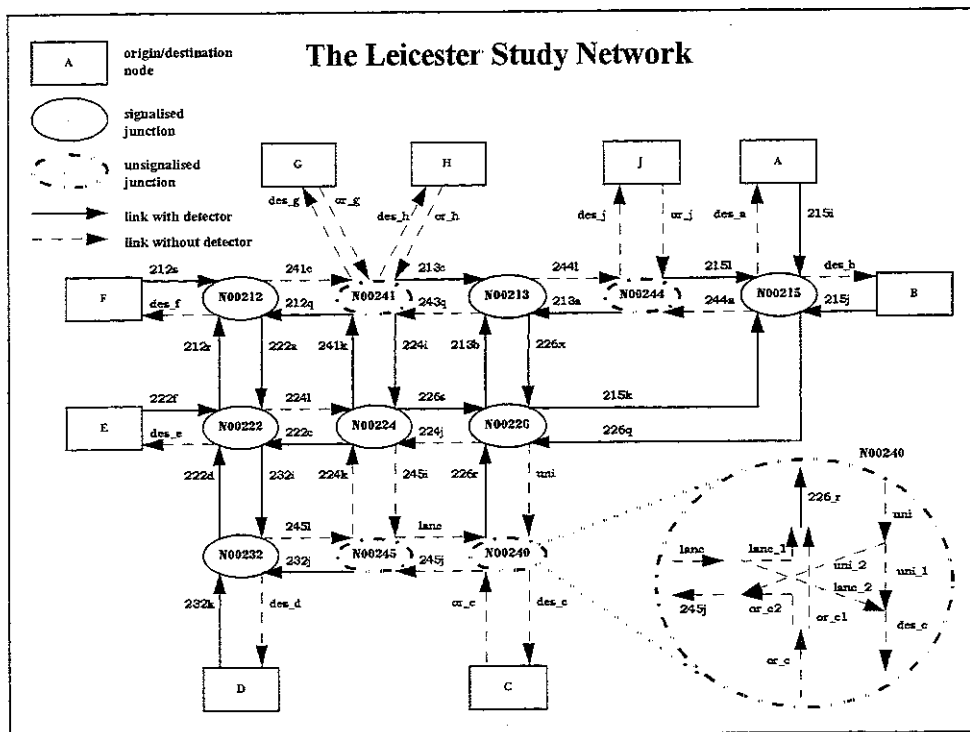 The Leicester Study Network
A
origin/destination
node
signalised
junction
unsignalised
junction
link with detector
link without detector
G
H
J
A
des_g
or_g
des_h
or_h
des_j
or_j
des_a
215i
212s
241c
213c
244l
215l
des_b
F
N00212
N00241
N00213
N00244
N00215
B
des_f
212q
243q
213a
244a
215j
212r
222a
241k
224i
213b
226x
222f
224l
226s
215k
E
N00222
N00224
N00226
des_e
222c
224j
226q
222d
232i
224k
245i
226r
uni
N00240
245l
lanc
N00232
N00245
N00240
232j
245j
232k
des_d
or_c
des_c
D
C
226_r
uni
lanc
lanc_1
uni_2
uni_1
lanc_2
245j
or_c2
or_c1
des_c
or_c